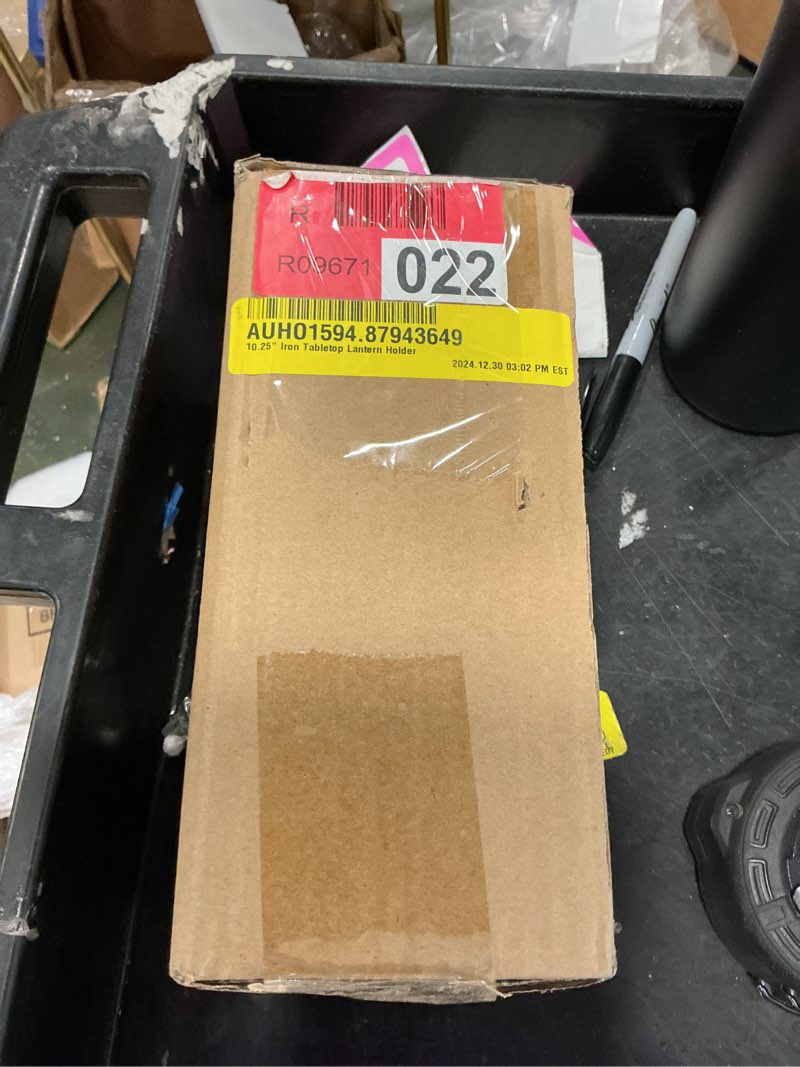 R
R09671
022
AUHO1594.87943649
10.25" Iron Tabletop Lantern Holder
2024.12.30 03:02 PM EST